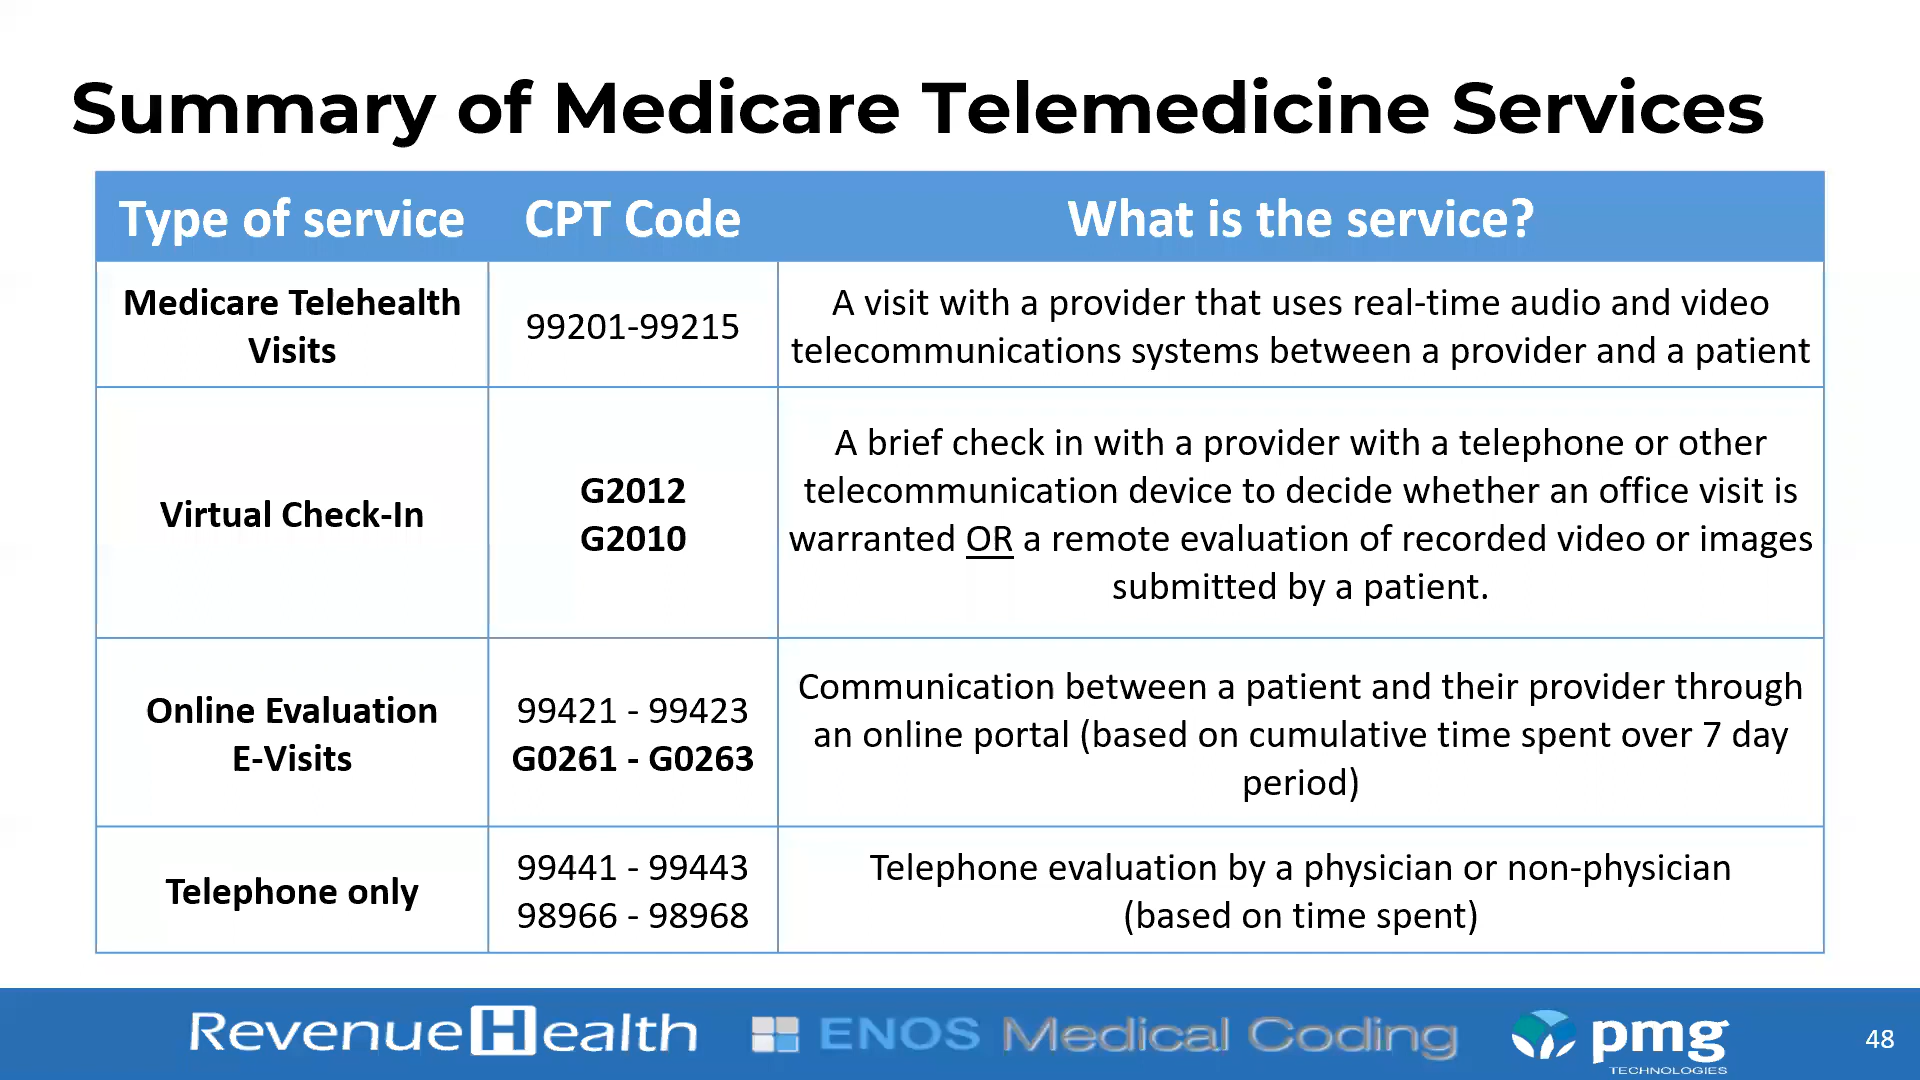 Summary of Medicare Telemedicine Services
Type of service
CPT Code
What is the service?
Medicare Telehealth
Visits
99201-99215
A visit with a provider that uses real-time audio and video
telecommunications systems between a provider and a patient
Virtual Check-In
G2012
G2010
A brief check in with a provider with a telephone or other
telecommunication device to decide whether an office visit is
warranted OR a remote evaluation of recorded video or images
submitted by a patient.
Online Evaluation
E-Visits
99421 - 99423
G0261 - G0263
Communication between a patient and their provider through
an online portal (based on cumulative time spent over 7 day
period)
Telephone only
99441 - 99443
98966 - 98968
Telephone evaluation by a physician or non-physician
(based on time spent)
RevenueHealth
ENOS Medical Coding
pmg
TECHNOLOGIES
48